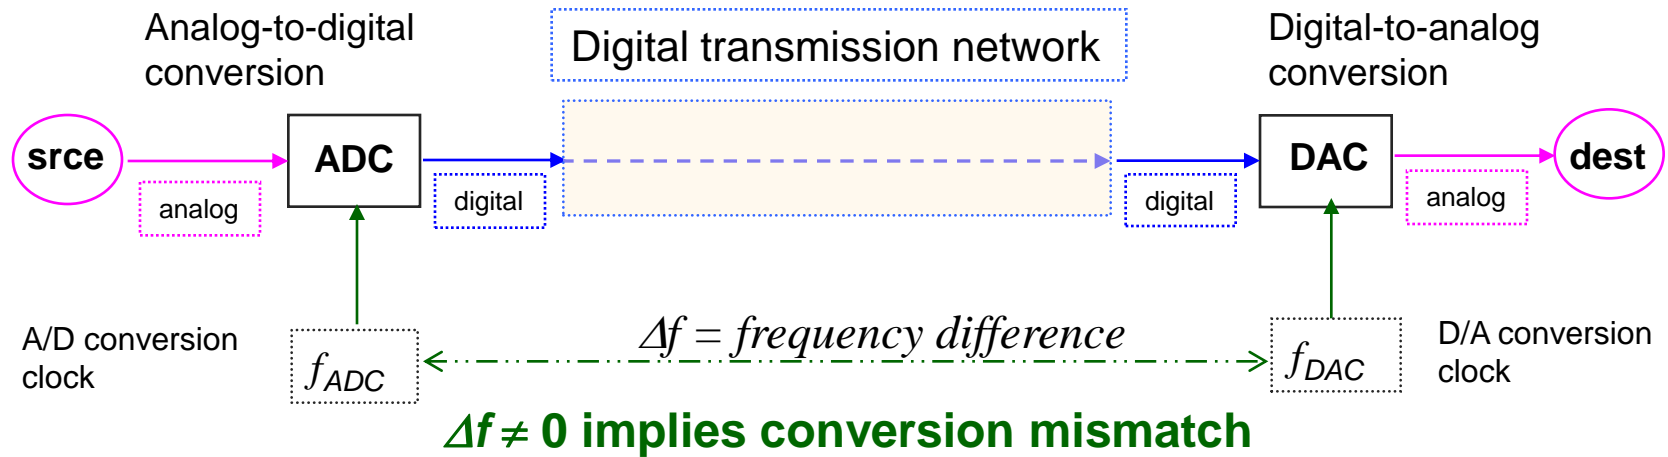 Analog-to-digital
conversion
Digital transmission network
Digital-to-analog
conversion
srce
ADC
DAC
dest
analog
digital
digital
analog
A/D conversion
clock
fADC
Δf = frequency difference
fDAC
D/A conversion
clock
Δf ≠ 0 implies conversion mismatch